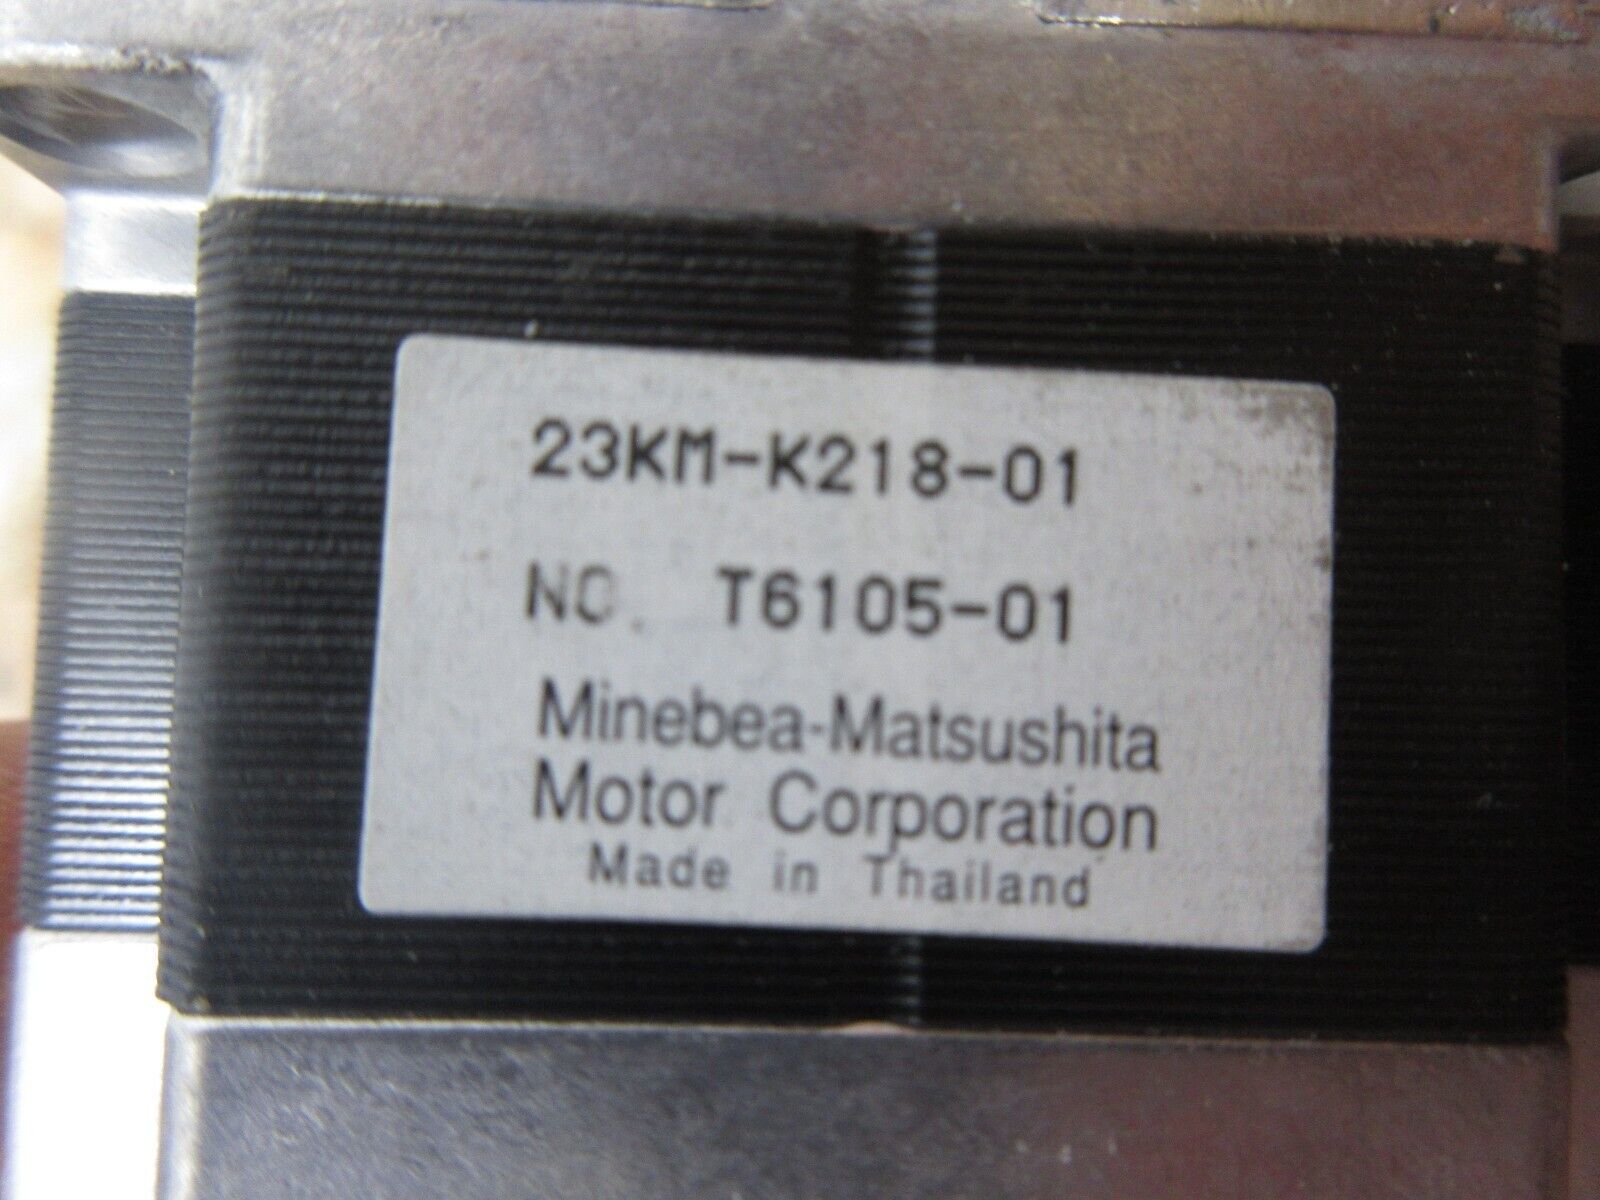 23KM-K218-01
NO. T6105-01
Minebea-Matsushita
Motor Corporation
Made in Thailand